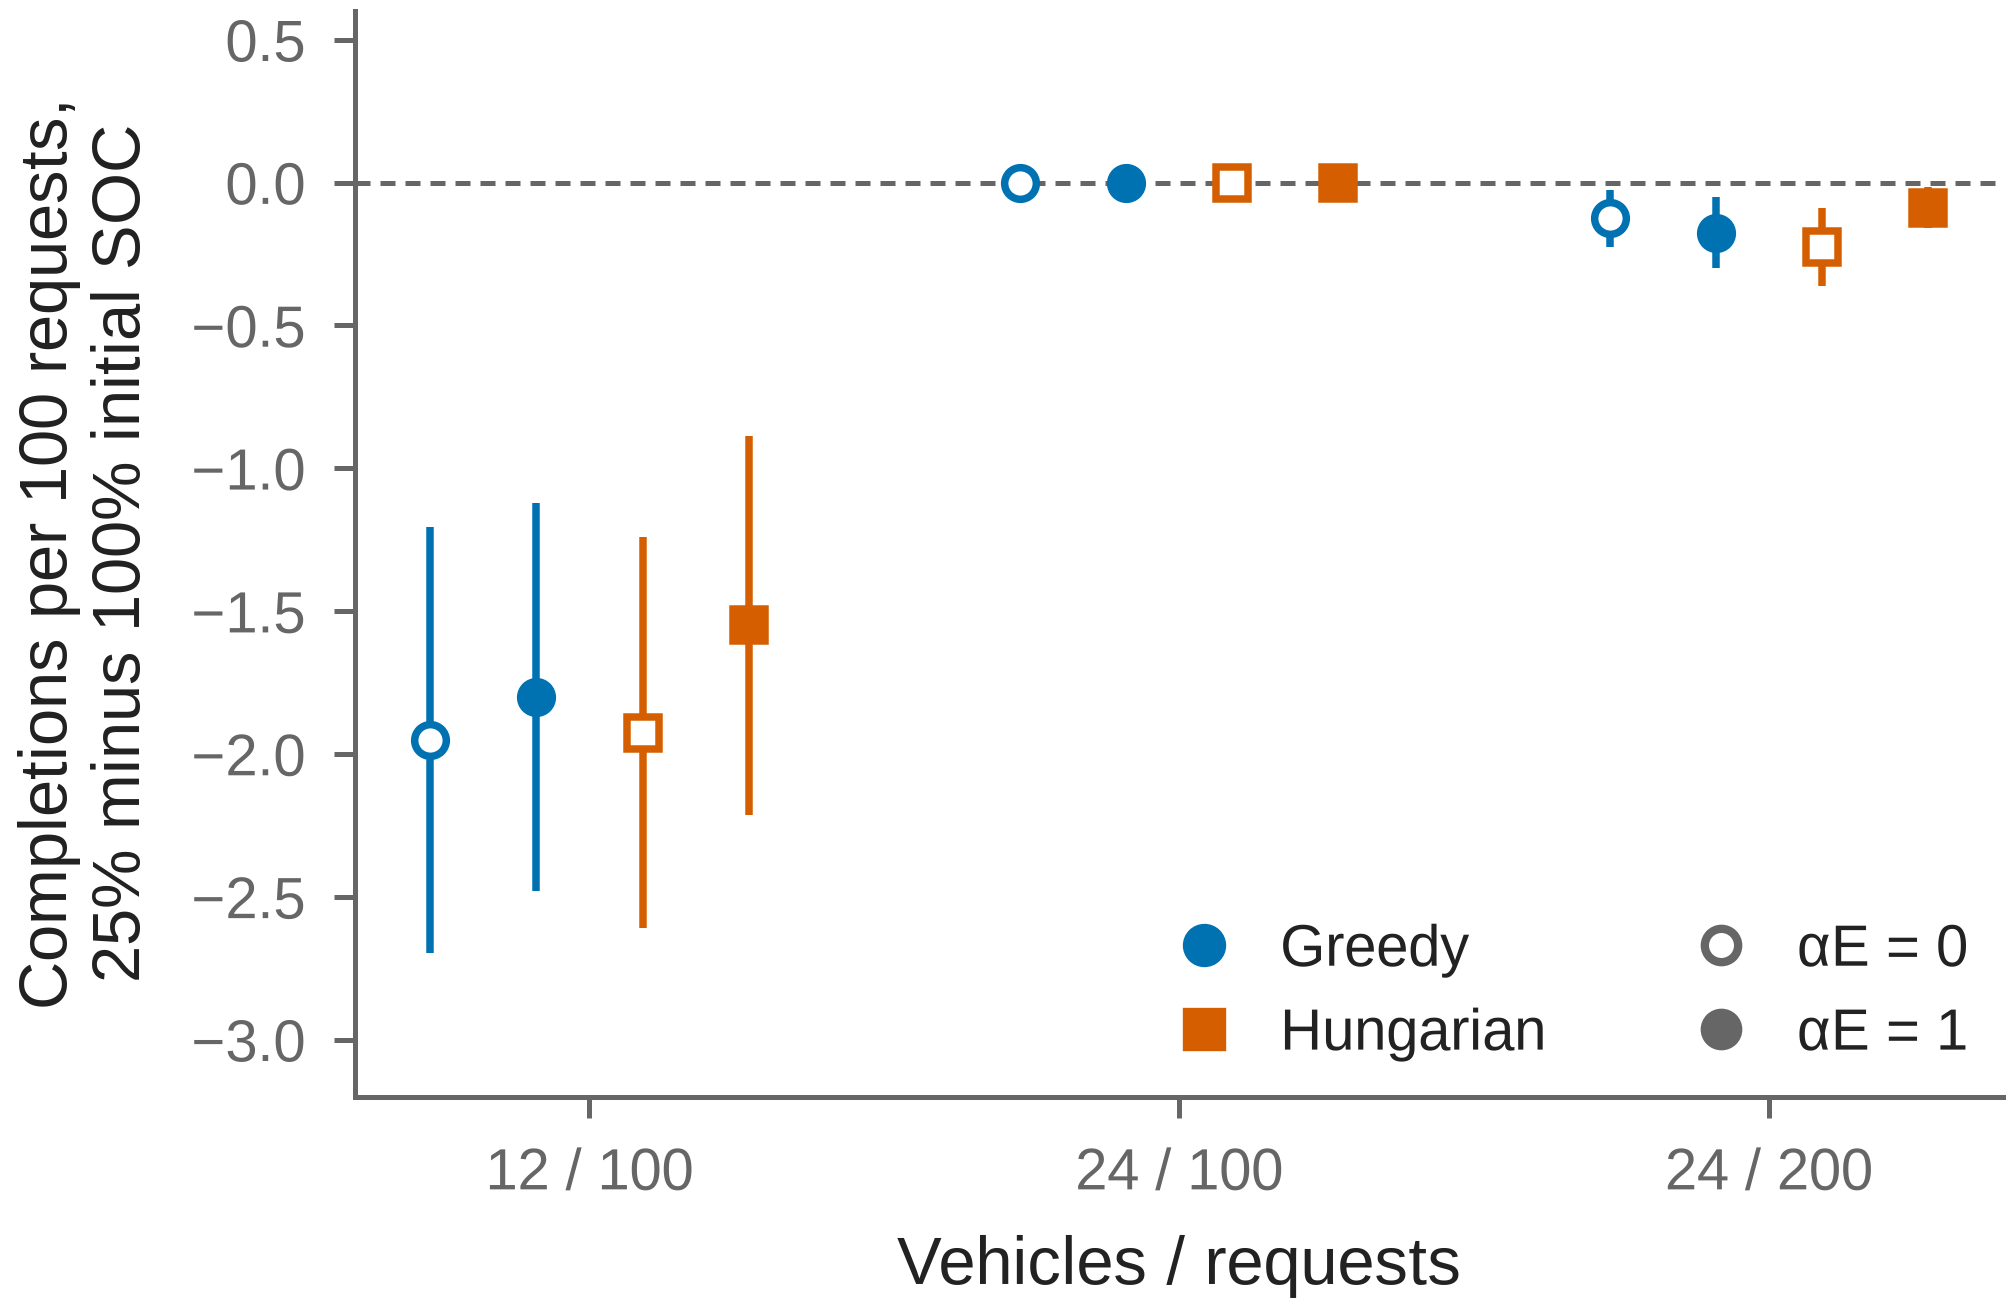 Completions per 100 requests,
25% minus 100% initial SOC
0.5
0.0
−0.5
−1.0
−1.5
−2.0
−2.5
−3.0
Greedy
αE = 0
Hungarian
αE = 1
12 / 100
24 / 100
24 / 200
Vehicles / requests